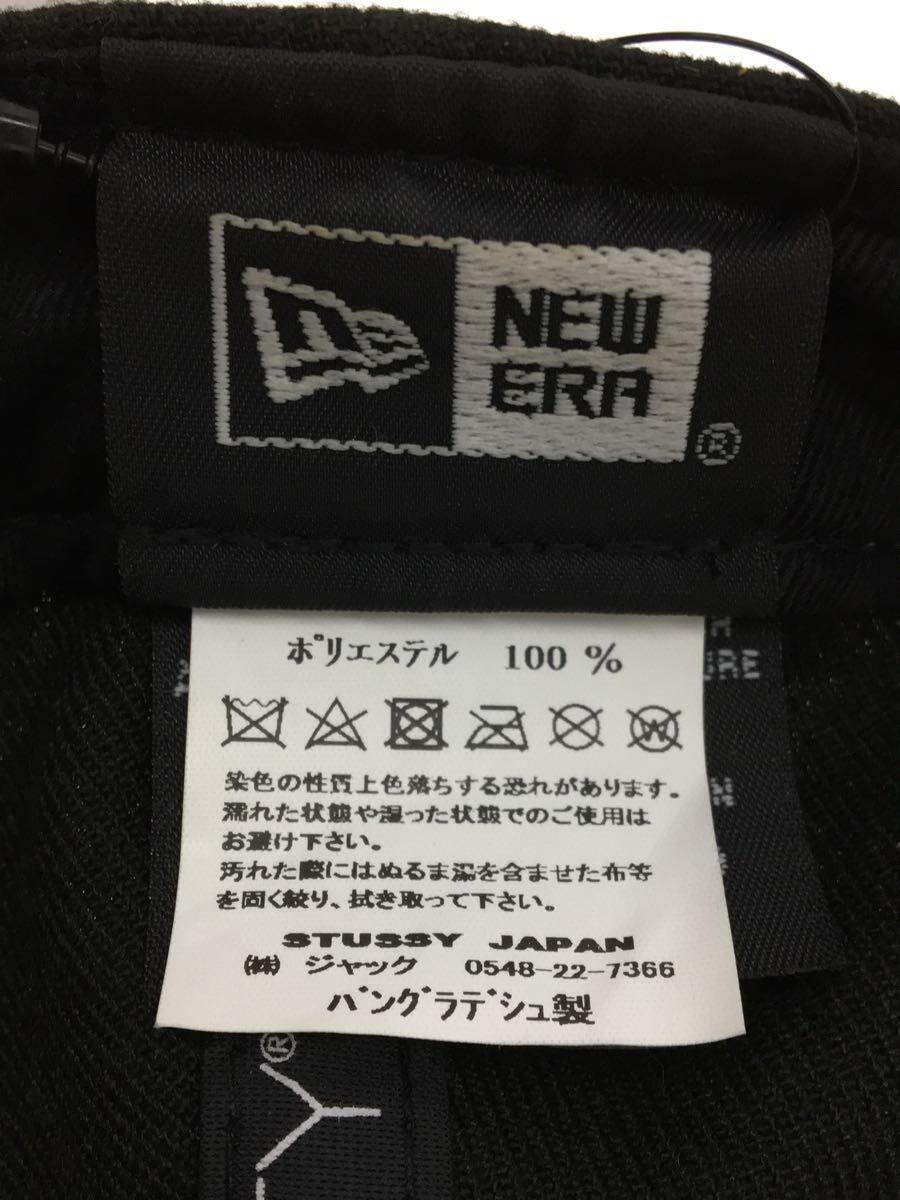 NEW
ERA
®
ポリエステル 100 %
染色の性質上色落ちする恐れがあります。
濡れた状態や湿った状態でのご使用は
お避け下さい。
汚れた際にはぬるま湯を含ませた布等
を固く絞り、拭き取って下さい。
STUSSY JAPAN
㈱ ジャック 0548-22-7366
バングラデシュ製
Y®